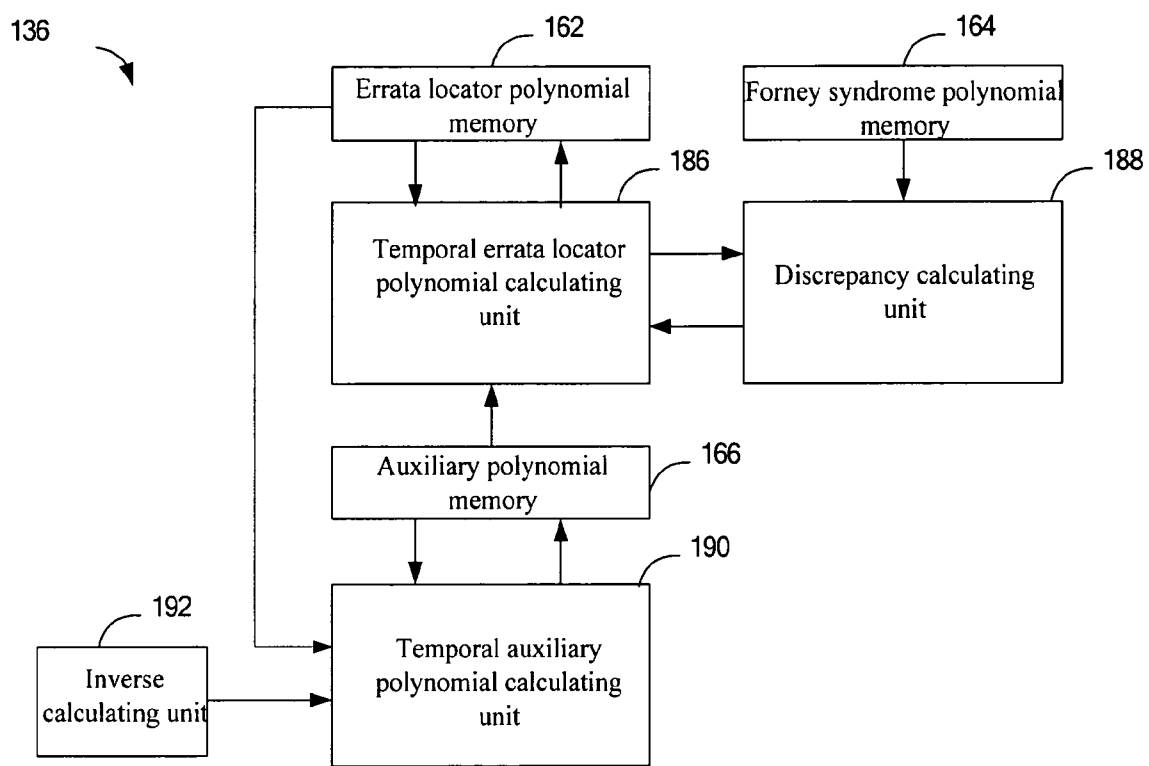 136
162
164
Errata locator polynomial
memory
Forney syndrome polynomial
memory
186
188
Temporal errata locator
polynomial calculating
unit
Discrepancy calculating
unit
Auxiliary polynomial
memory
166
190
192
Inverse
calculating unit
Temporal auxiliary
polynomial calculating
unit